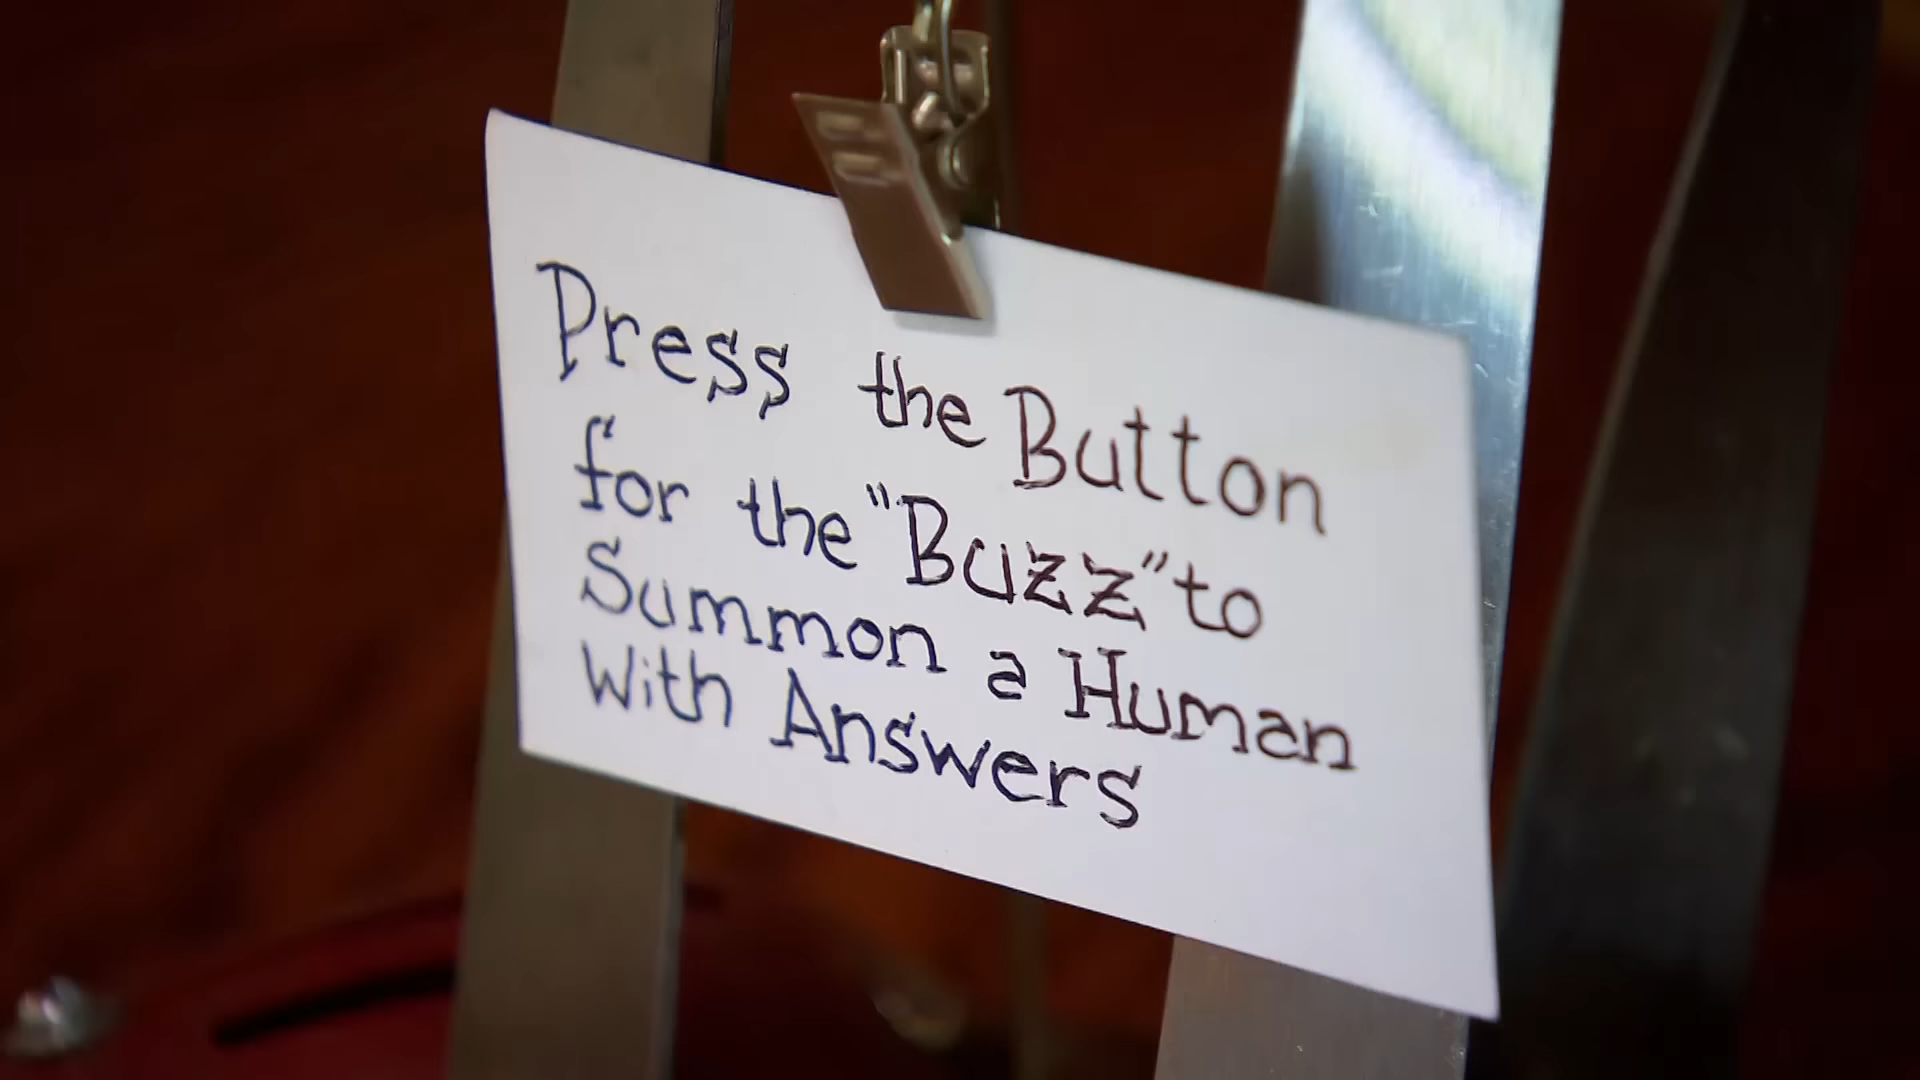 Press the Button
for the "Buzz" to
Summon a Human
With Answers